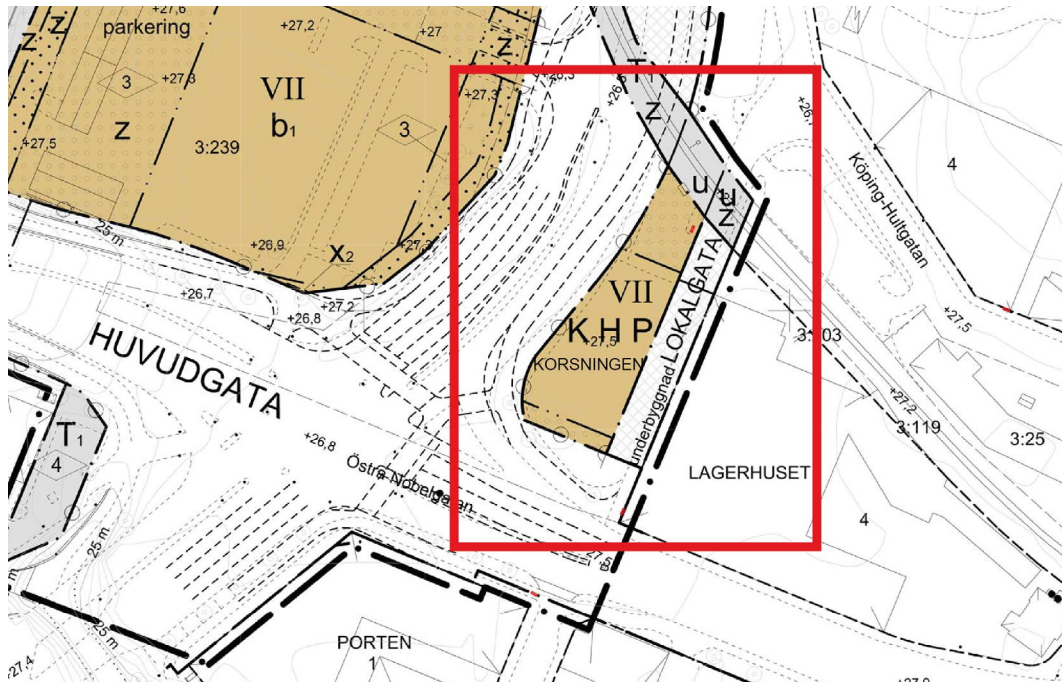 +27,6
parkering
+27,2
+27
z
z
z
T
+26,3
+27,3
3
VII
+27,3
b1
z
3
z
+26,7
4
+27,5
3:239
Köping-Hultgatan
u
u
z
25 m
+26,9
x2
+27,3
+26,7
+27,2
+26,8
VII
K H P
+27,5
KORSNINGEN
underbyggnad LOKALGATA
3:103
+27,5
HUVUDGATA
+27,2
3:119
3:25
T1
4
+26,8
Östra Nobelgatan
LAGERHUSET
4
25 m
25 m
PORTEN
1
+27,4